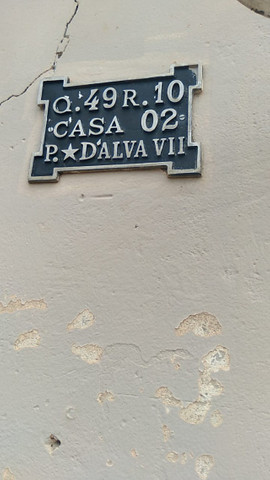 Q. 49 R. 10
CASA 02
P.★D'ALVA VII